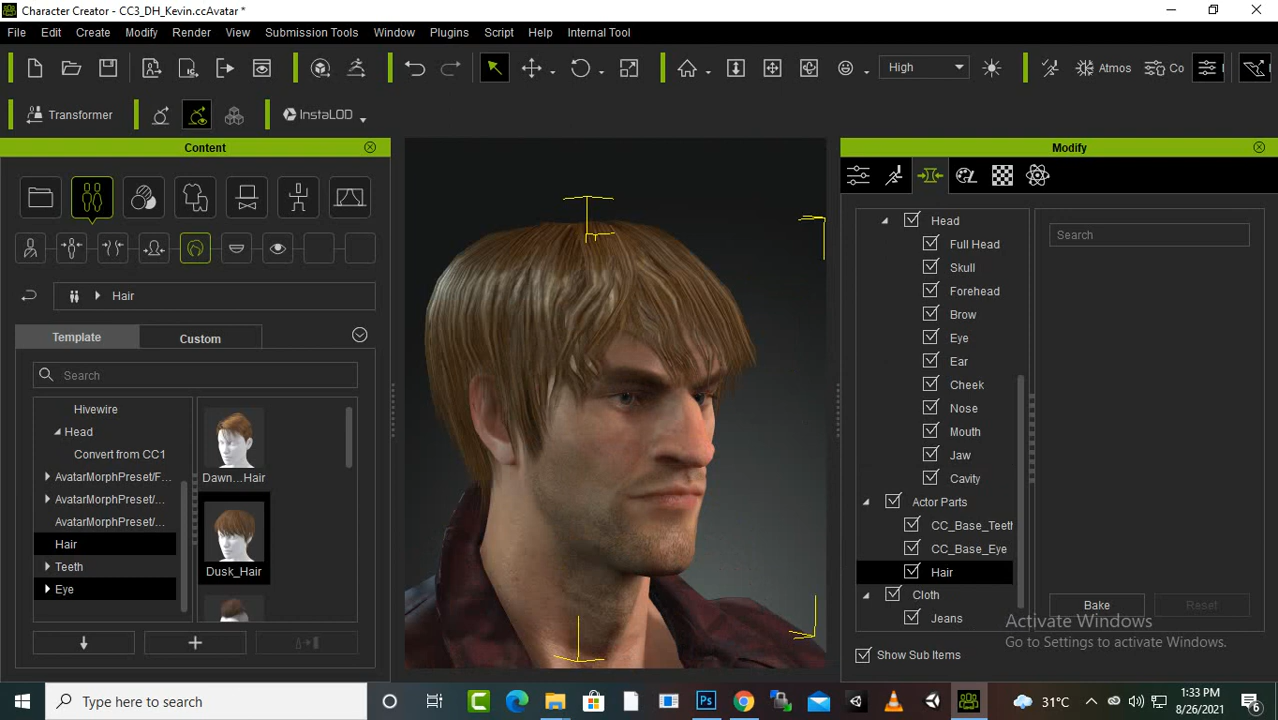 Character Creator - CC3_DH_Kevin.ccAvatar *
File Edit Create Modify Render View Submission Tools Window Plugins Script Help Internal Tool
High
Atmos
Co
Transformer
InstaLOD
Content
Hair
Template
Custom
Search
Hivewire
Head
Convert from CC1
AvatarMorphPreset/F...
AvatarMorphPreset/...
AvatarMorphPreset/...
Hair
Teeth
Eye
Dawn...Hair
Dusk_Hair
Modify
Head
Full Head
Skull
Forehead
Brow
Eye
Ear
Cheek
Nose
Mouth
Jaw
Cavity
Actor Parts
CC_Base_Teeth
CC_Base_Eye
Hair
Cloth
Jeans
Show Sub Items
Search
Bake
Reset
Activate Windows
Go to Settings to activate Windows.
Type here to search
31°C
1:33 PM
8/26/2021
6